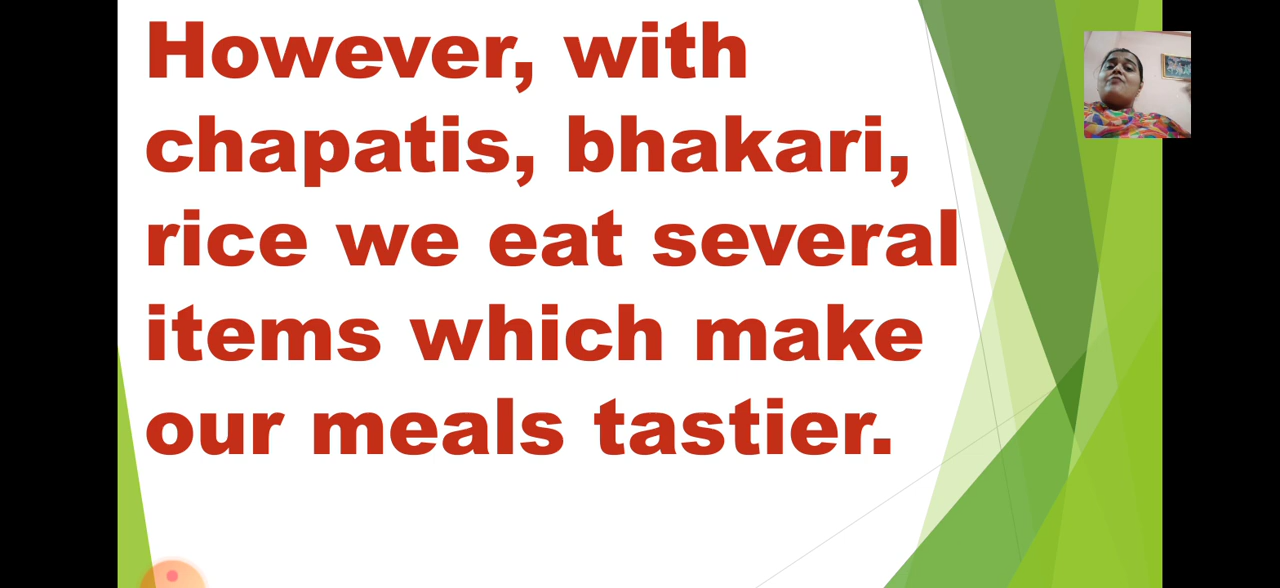 However, with
chapatis, bhakari,
rice we eat several
items which make
our meals tastier.